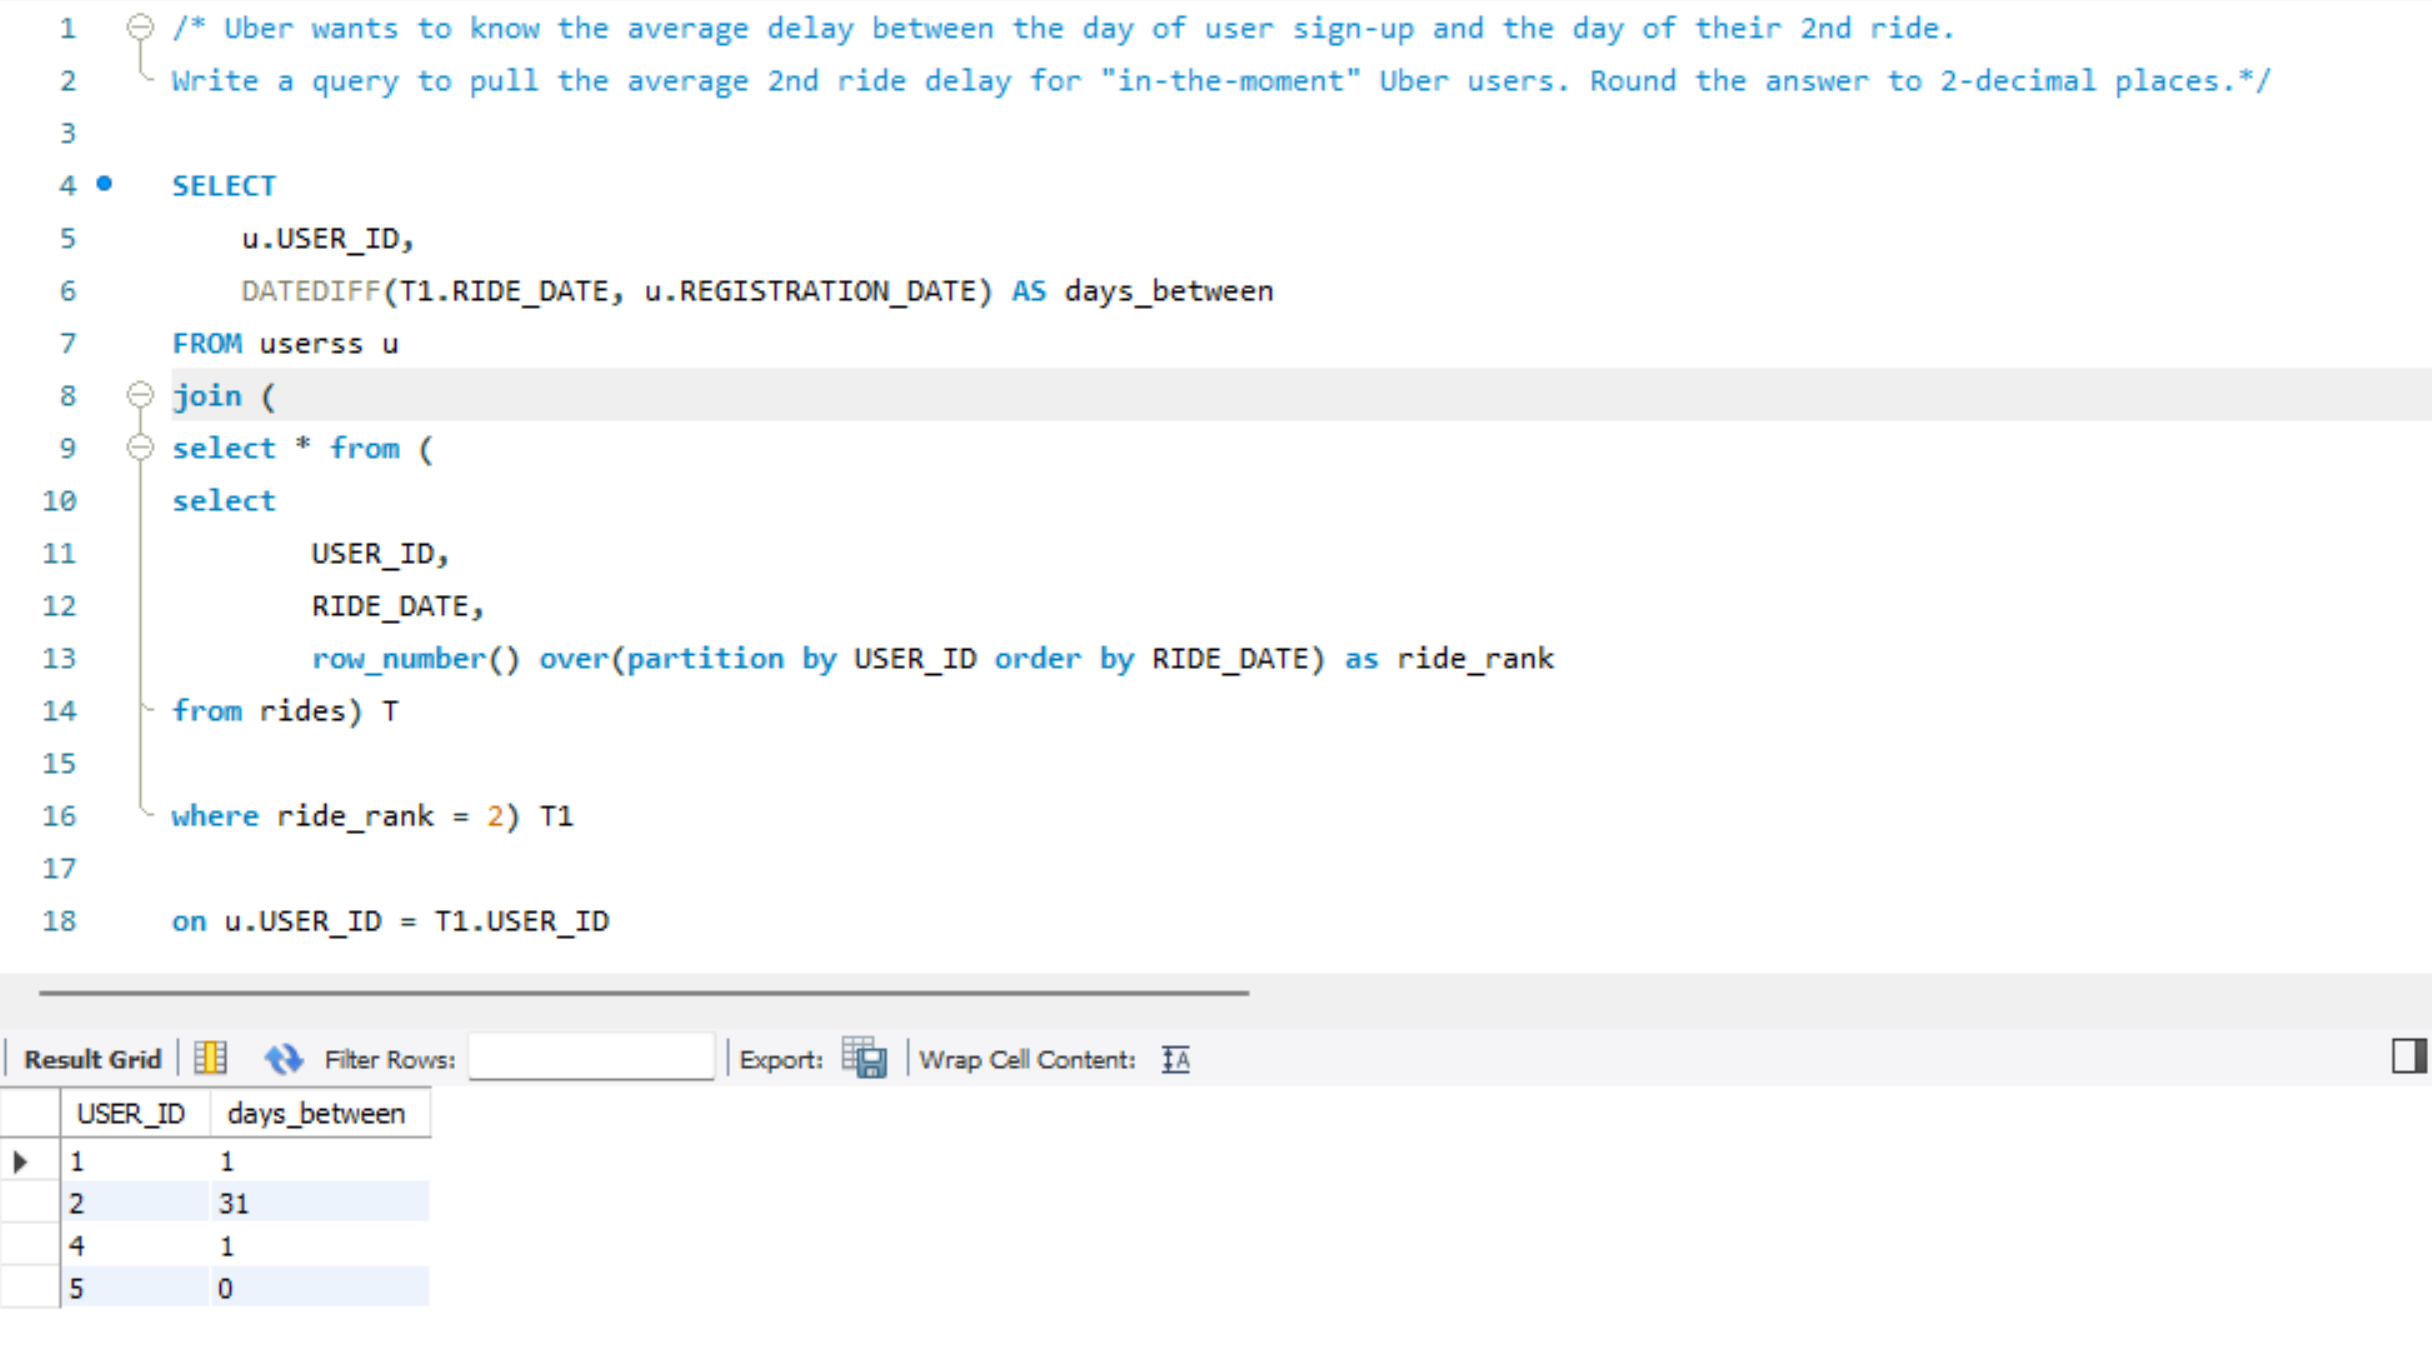 1 /* Uber wants to know the average delay between the day of user sign-up and the day of their 2nd ride.
2 Write a query to pull the average 2nd ride delay for "in-the-moment" Uber users. Round the answer to 2-decimal places.*/
3
4 SELECT
5 u.USER_ID,
6 DATEDIFF(T1.RIDE_DATE, u.REGISTRATION_DATE) AS days_between
7 FROM userss u
8 join (
9 select * from (
10 select
11 USER_ID,
12 RIDE_DATE,
13 row_number() over(partition by USER_ID order by RIDE_DATE) as ride_rank
14 from rides) T
15
16 where ride_rank = 2) T1
17
18 on u.USER_ID = T1.USER_ID
Result Grid Filter Rows: Export: Wrap Cell Content: IA
USER_ID days_between
1 1
2 31
4 1
5 0